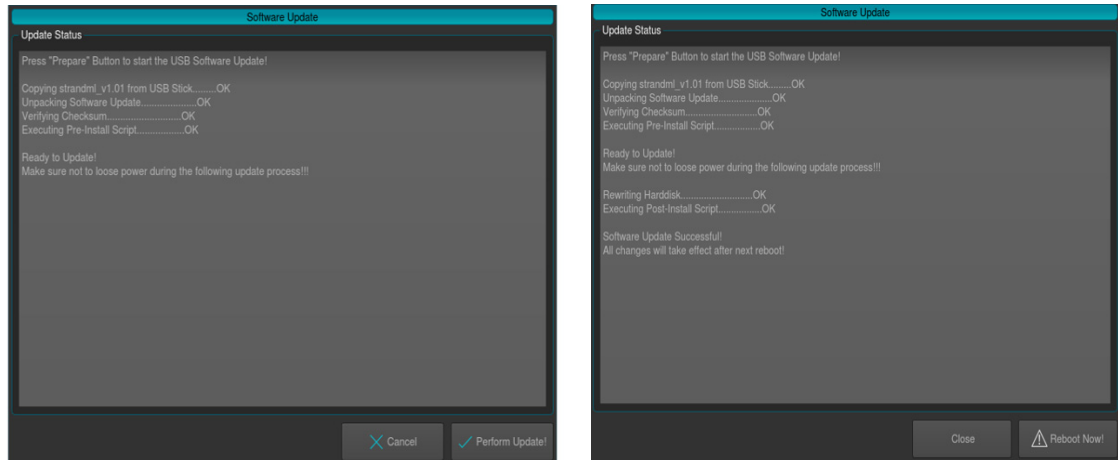 Software Update
Update Status
Press "Prepare" Button to start the USB Software Update!
Copying strandml_v1.01 from USB Stick.........OK
Unpacking Software Update.....................OK
Verifying Checksum............................OK
Executing Pre-Install Script..................OK
Ready to Update!
Make sure not to loose power during the following update process!!!
Cancel
Perform Update!
Software Update
Update Status
Press "Prepare" Button to start the USB Software Update!
Copying strandml_v1.01 from USB Stick.........OK
Unpacking Software Update.....................OK
Verifying Checksum............................OK
Executing Pre-Install Script..................OK
Ready to Update!
Make sure not to loose power during the following update process!!!
Rewriting Harddisk............................OK
Executing Post-Install Script.................OK
Software Update Successful!
All changes will take effect after next reboot!
Close
Reboot Now!